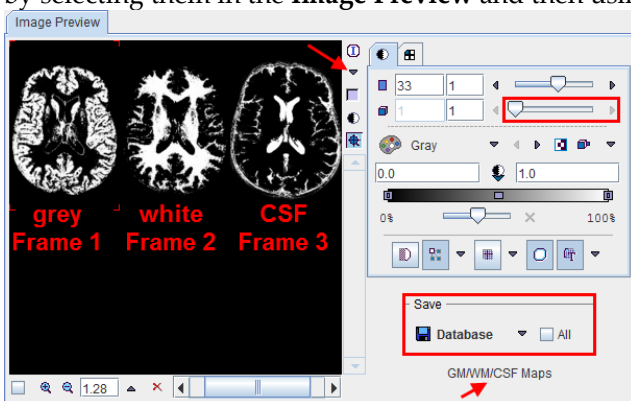 by selecting them in the Image Preview and then usi
Image Preview
33 1
1 1
Gray
0.0 1.0
0% 100%
grey white CSF
Frame 1 Frame 2 Frame 3
Save
Database All
GM/WM/CSF Maps
1.28